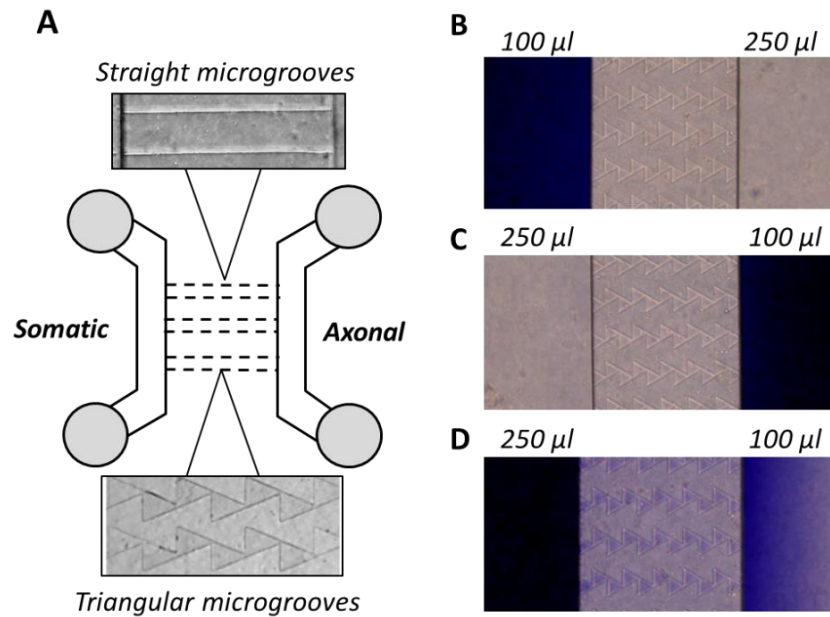 A
Straight microgrooves
Somatic
Axonal
Triangular microgrooves
B
100 µl
250 µl
C
250 µl
100 µl
D
250 µl
100 µl